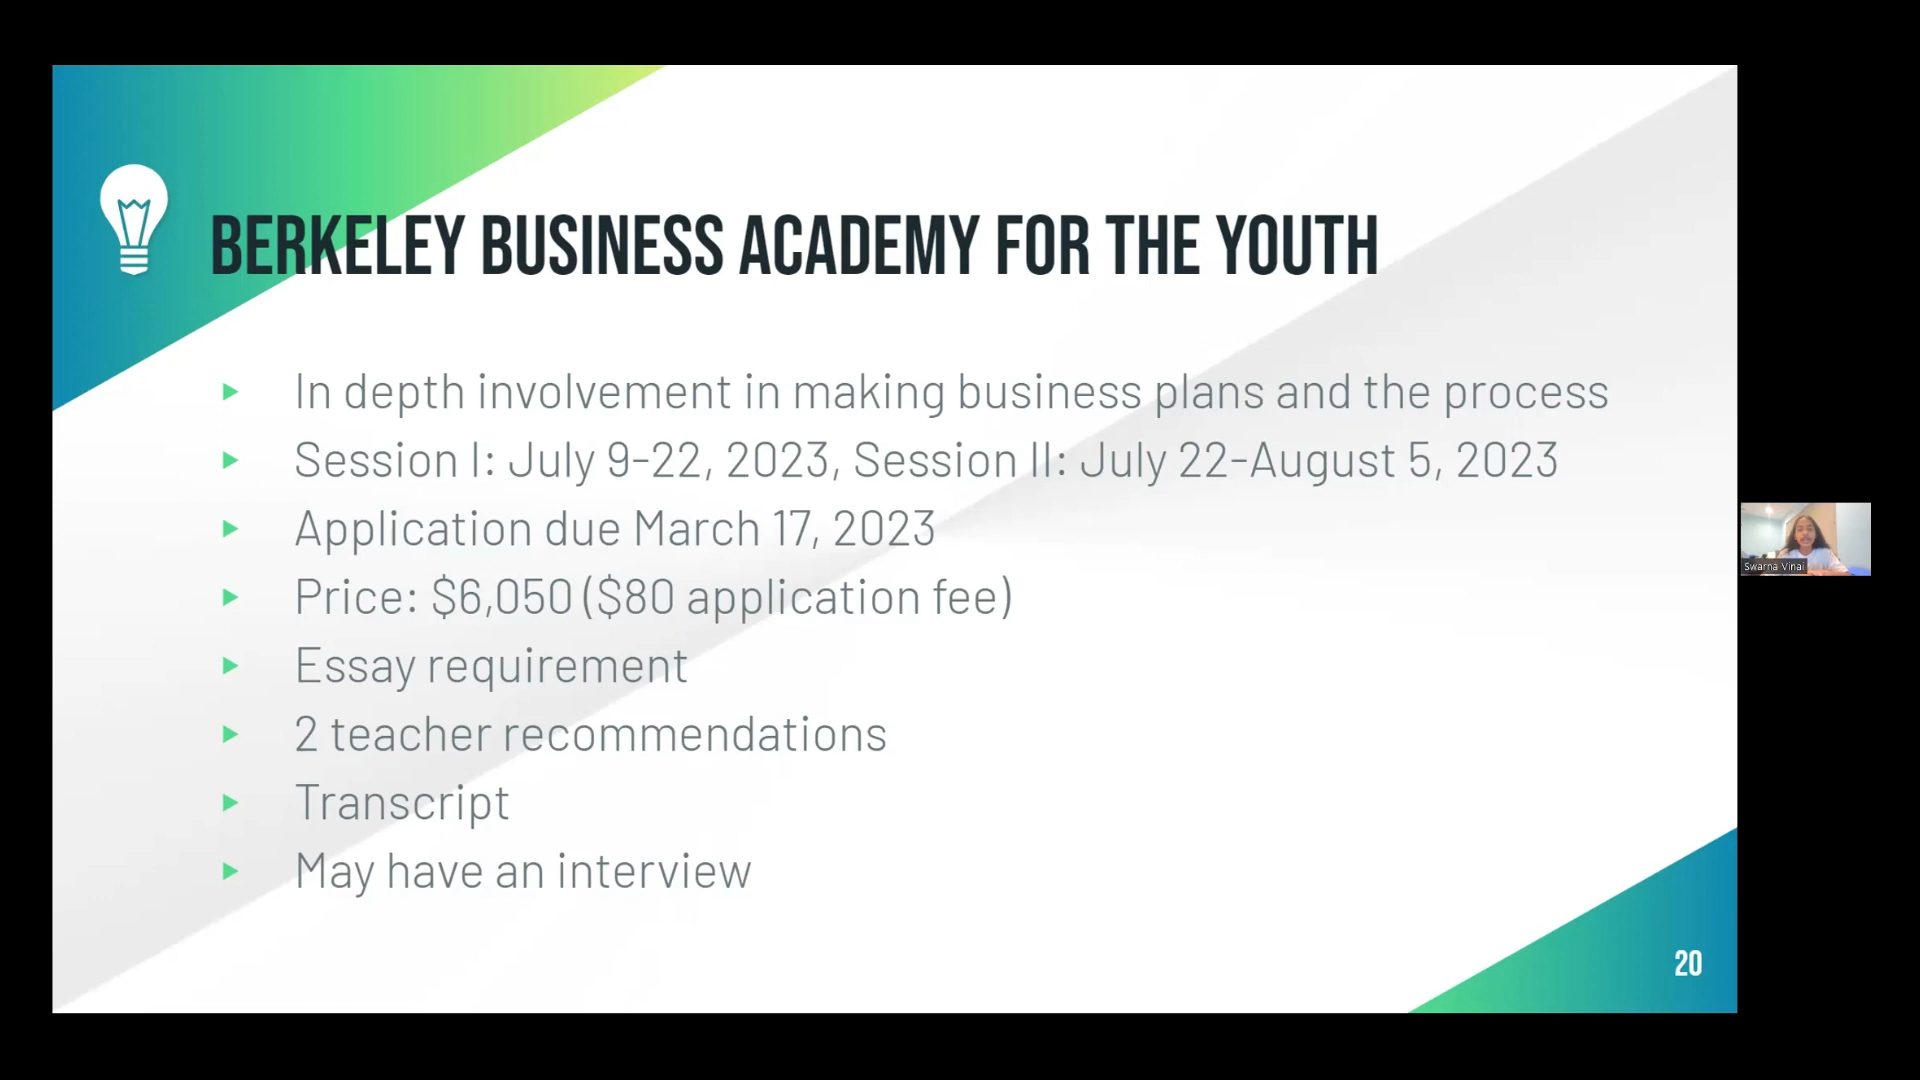 BERKELEY BUSINESS ACADEMY FOR THE YOUTH
In depth involvement in making business plans and the process
Session I: July 9-22, 2023, Session II: July 22-August 5, 2023
Application due March 17, 2023
Price: $6,050 ($80 application fee)
Essay requirement
2 teacher recommendations
Transcript
May have an interview
Swarna Vinai
20